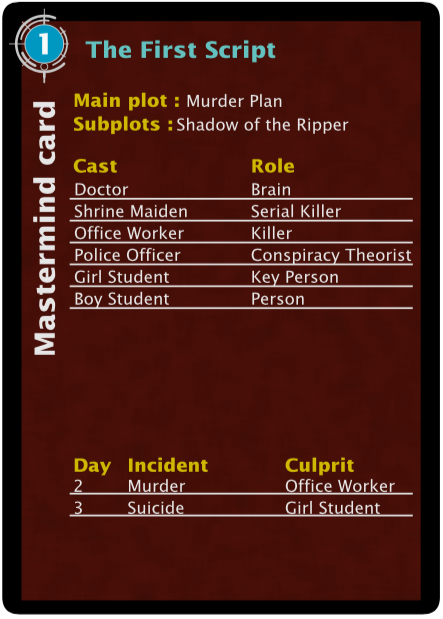 1
The First Script
Mastermind card
Main plot : Murder Plan
Subplots : Shadow of the Ripper
Cast Role
Doctor Brain
Shrine Maiden Serial Killer
Office Worker Killer
Police Officer Conspiracy Theorist
Girl Student Key Person
Boy Student Person
Day Incident Culprit
2 Murder Office Worker
3 Suicide Girl Student